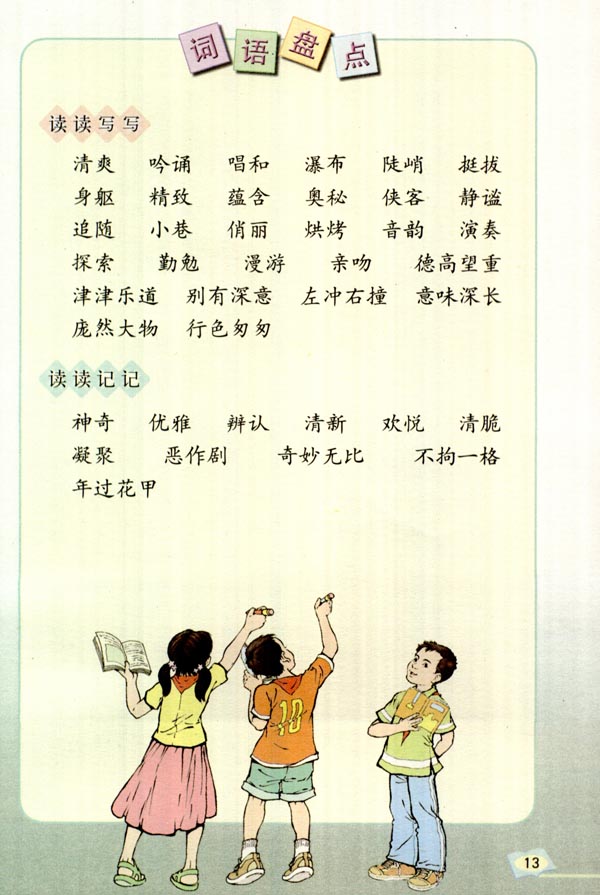 词语盘点
读读写写
清爽 吟诵 唱和 瀑布 陡峭 挺拔
身躯 精致 蕴含 奥秘 侠客 静谧
追随 小巷 俏丽 烘烤 音韵 演奏
探索 勤勉 漫游 亲吻 德高望重
津津乐道 别有深意 左冲右撞 意味深长
庞然大物 行色匆匆
读读记记
神奇 优雅 辨认 清新 欢悦 清脆
凝聚 恶作剧 奇妙无比 不拘一格
年过花甲
10
13